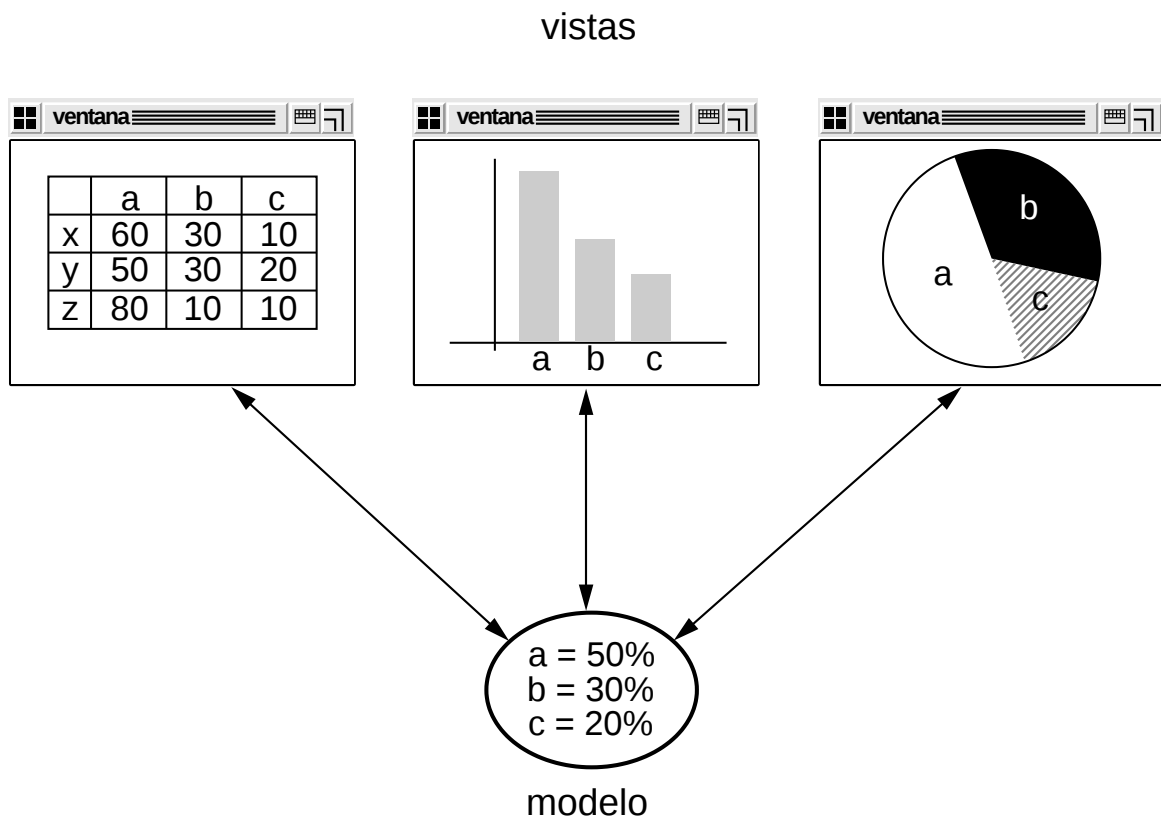 vistas
ventana
ventana
ventana
a b c
x 60 30 10
y 50 30 20
z 80 10 10
a b c
a
b
c
a = 50%
b = 30%
c = 20%
modelo